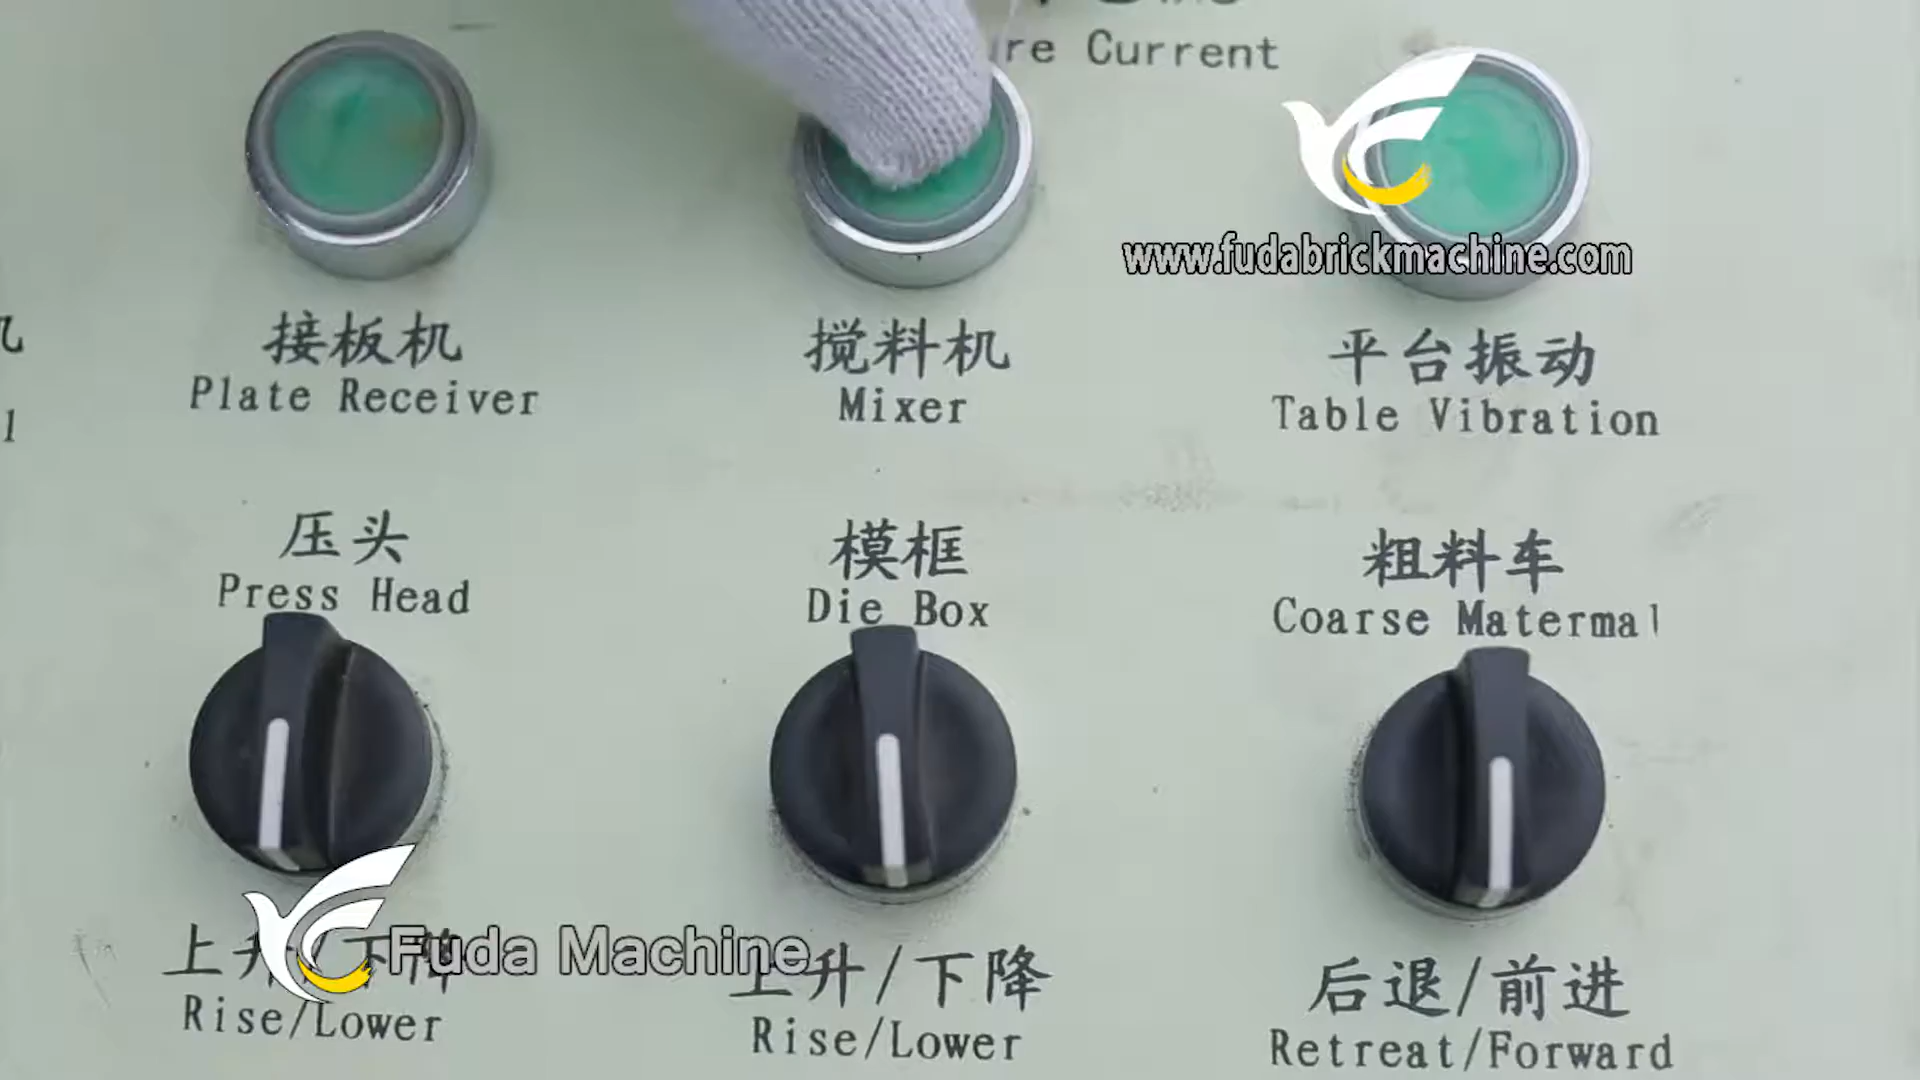 Current
www.fudabrickmachine.com
接板机
Plate Receiver
搅料机
Mixer
平台振动
Table Vibration
压头
Press Head
模框
Die Box
粗料车
Coarse Matermal
上升/下降
Rise/Lower
Fuda Machine
上升/下降
Rise/Lower
后退/前进
Retreat/Forward